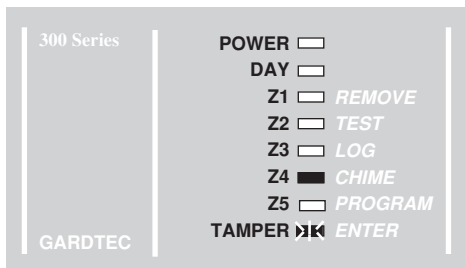 300 Series
POWER
DAY
Z1 REMOVE
Z2 TEST
Z3 LOG
Z4 CHIME
Z5 PROGRAM
TAMPER ENTER
GARDTEC